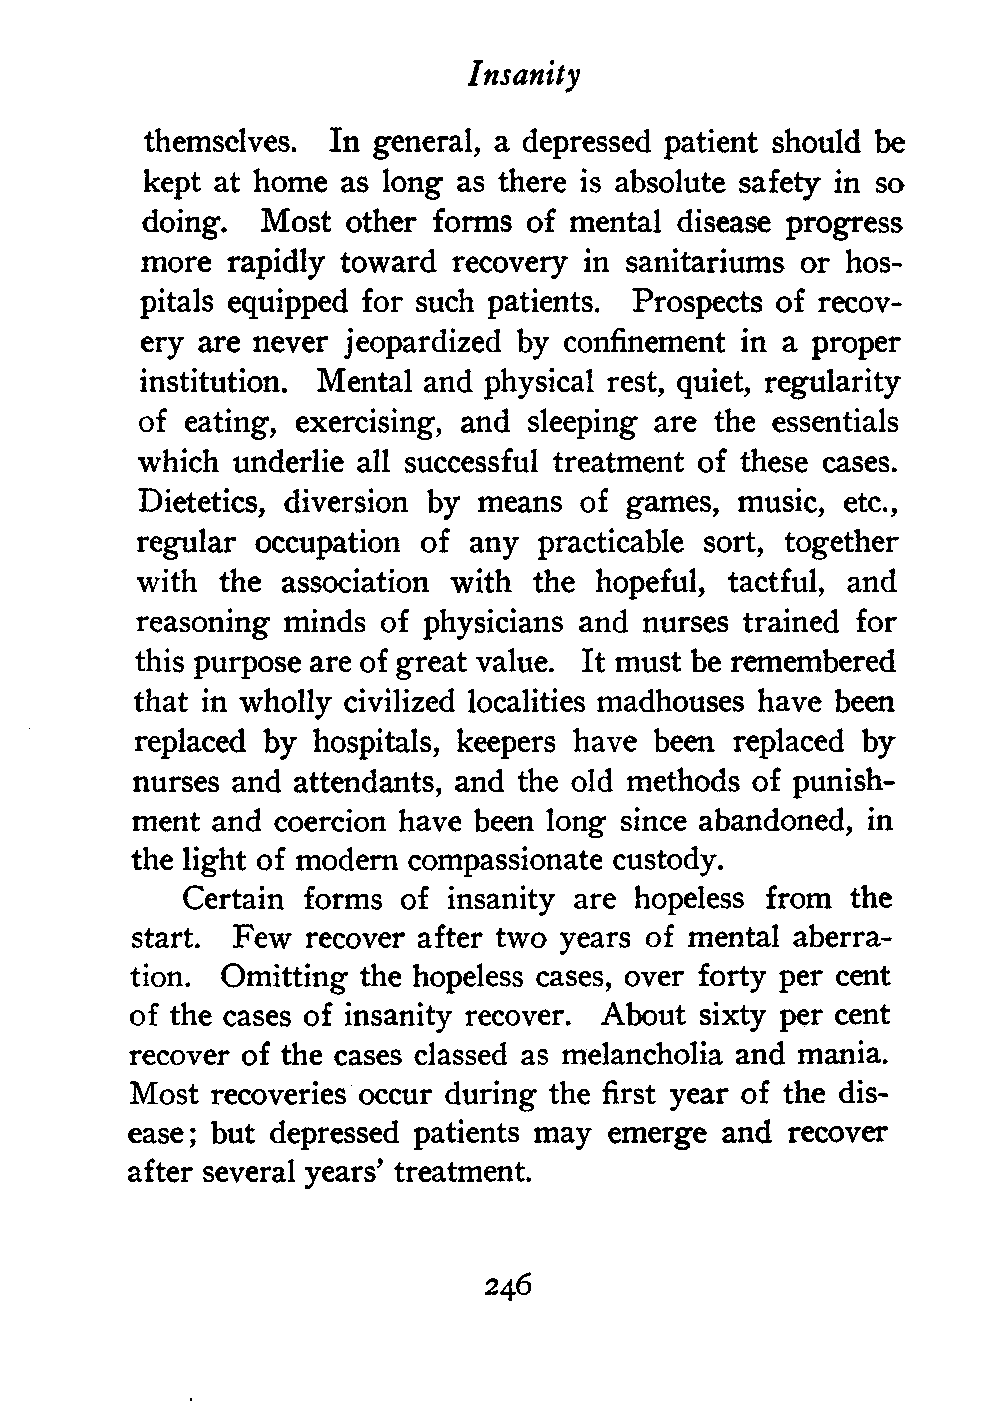 Insanity
themselves. In general, a depressed patient should be
kept at home as long as there is absolute safety in so
doing. Most other forms of mental disease progress
more rapidly toward recovery in sanitariums or hos-
pitals equipped for such patients. Prospects of recov-
ery are never jeopardized by confinement in a proper
institution. Mental and physical rest, quiet, regularity
of eating, exercising, and sleeping are the essentials
which underlie all successful treatment of these cases.
Dietetics, diversion by means of games, music, etc.,
regular occupation of any practicable sort, together
with the association with the hopeful, tactful, and
reasoning minds of physicians and nurses trained for
this purpose are of great value. It must be remembered
that in wholly civilized localities madhouses have been
replaced by hospitals, keepers have been replaced by
nurses and attendants, and the old methods of punish-
ment and coercion have been long since abandoned, in
the light of modern compassionate custody.
Certain forms of insanity are hopeless from the
start. Few recover after two years of mental aberra-
tion. Omitting the hopeless cases, over forty per cent
of the cases of insanity recover. About sixty per cent
recover of the cases classed as melancholia and mania.
Most recoveries occur during the first year of the dis-
ease; but depressed patients may emerge and recover
after several years' treatment.
246